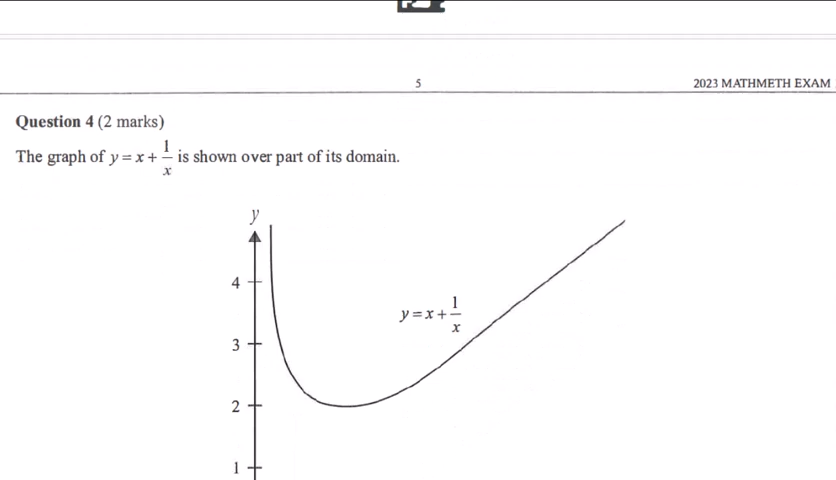 5
2023 MATHMETH EXAM
Question 4 (2 marks)
The graph of y = x + 1/x is shown over part of its domain.
y
4
y = x + 1/x
3
2
1